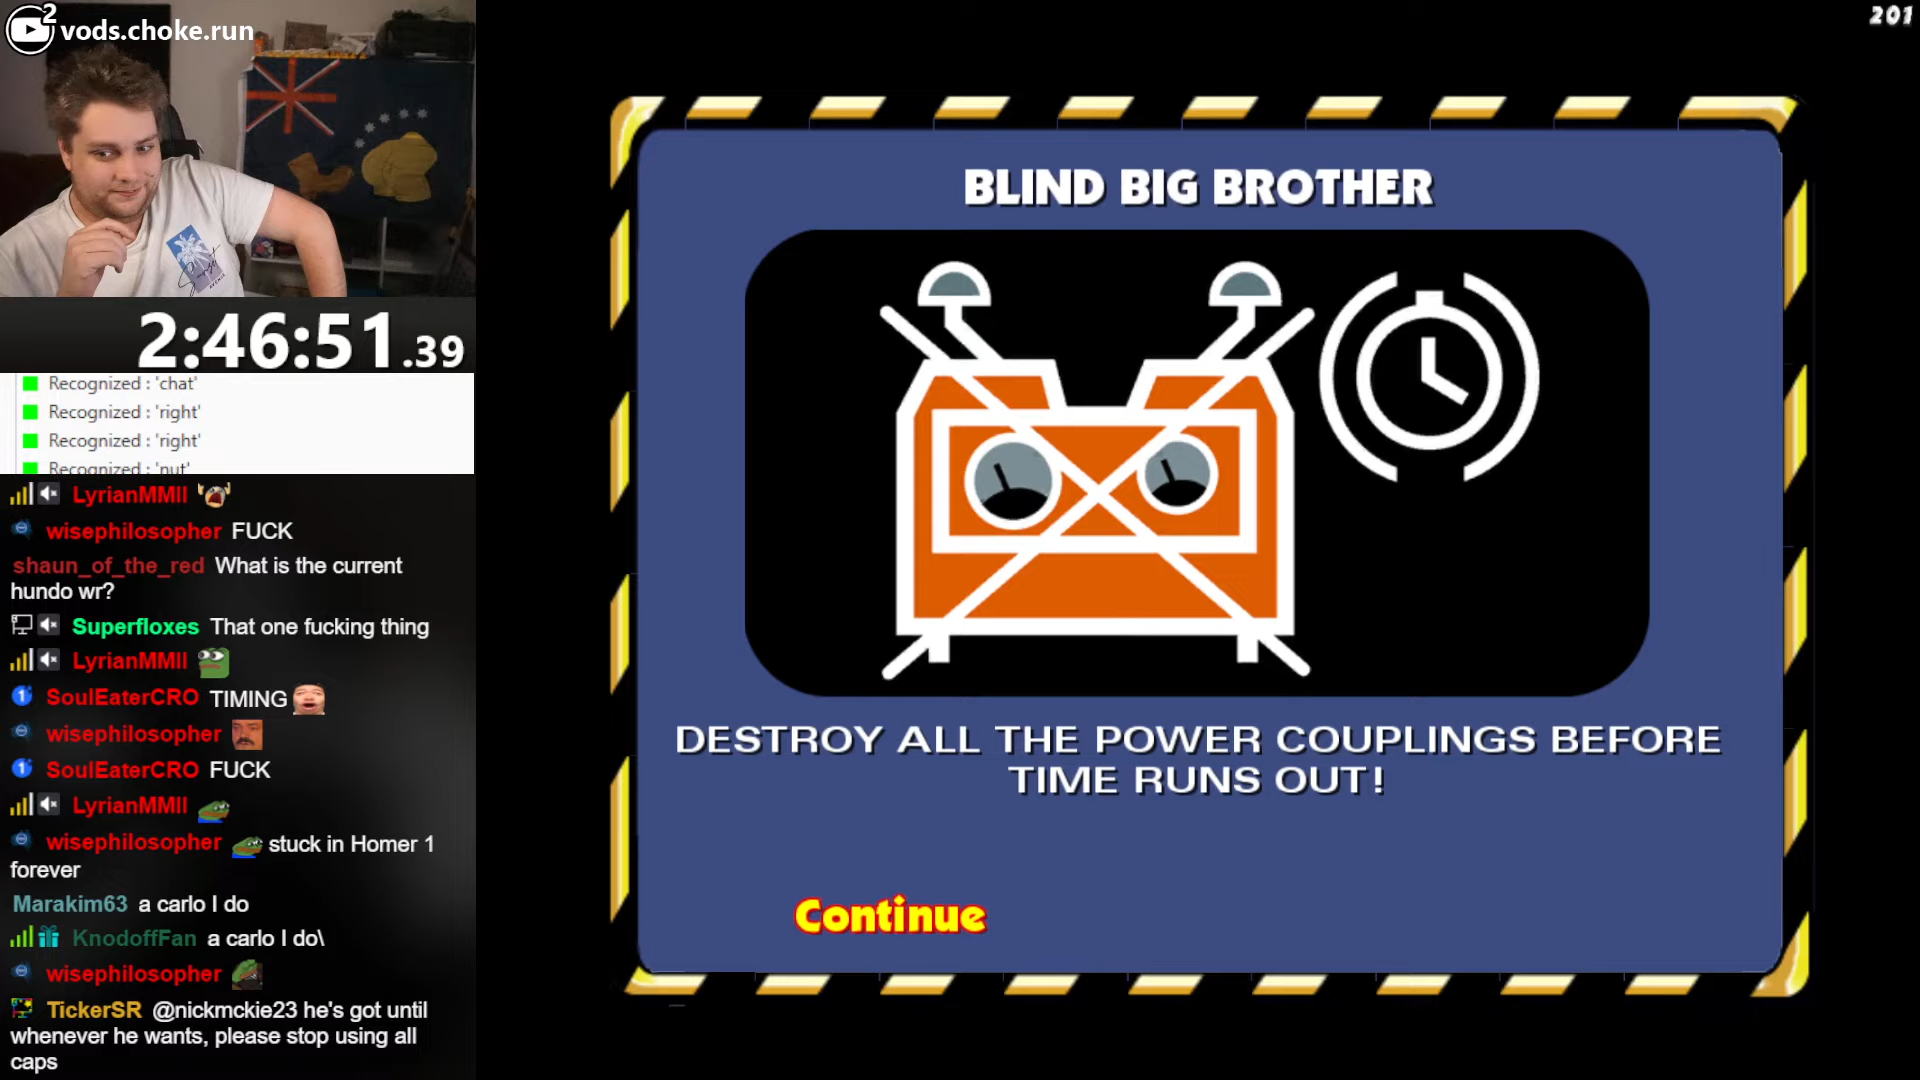 2
vods.choke.run
201
BLIND BIG BROTHER
2:46:51.39
Recognized : 'chat'
Recognized : 'right'
Recognized : 'right'
Recognized : 'nut'
LyrianMMII
wisephilosopher FUCK
shaun_of_the_red What is the current
hundo wr?
Superfloxes That one fucking thing
LyrianMMII
SoulEaterCRO TIMING
wisephilosopher
SoulEaterCRO FUCK
LyrianMMII
wisephilosopher stuck in Homer 1
forever
Marakim63 a carlo I do
KnodoffFan a carlo I do\
wisephilosopher
TickerSR @nickmckie23 he's got until
whenever he wants, please stop using all
caps
DESTROY ALL THE POWER COUPLINGS BEFORE
TIME RUNS OUT!
Continue